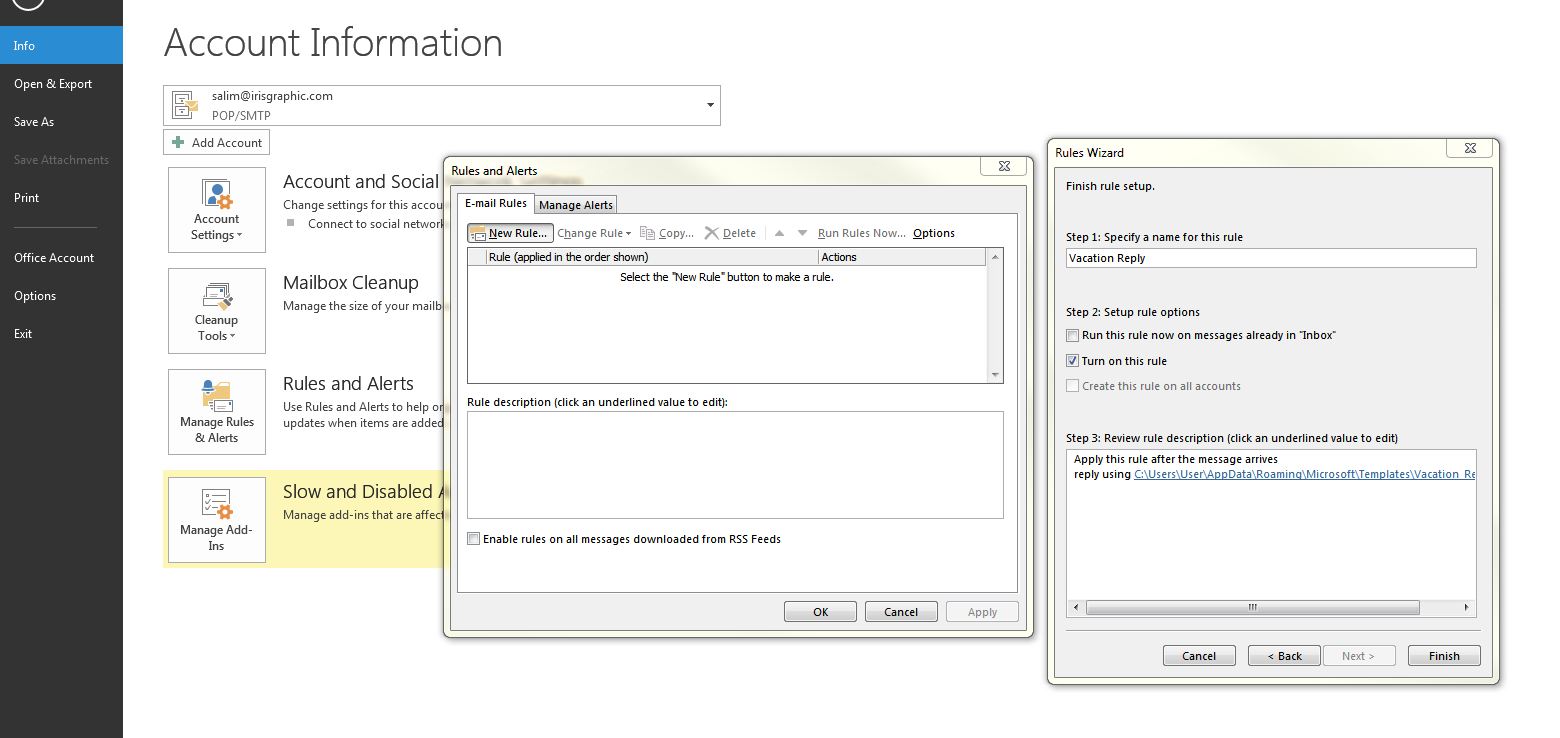 Info
Open & Export
Save As
Save Attachments
Print
Office Account
Options
Exit
Account Information
salim@irisgraphic.com
POP/SMTP
Add Account
Account
Settings
Account and Social
Change settings for this accou
Connect to social network
Cleanup
Tools
Mailbox Cleanup
Manage the size of your mailb
Manage Rules
& Alerts
Rules and Alerts
Use Rules and Alerts to help or
updates when items are added
Manage Add-
Ins
Slow and Disabled A
Manage add-ins that are affect
Rules and Alerts
E-mail Rules
Manage Alerts
New Rule... Change Rule Copy... Delete Run Rules Now... Options
Rule (applied in the order shown) Actions
Select the "New Rule" button to make a rule.
Rule description (click an underlined value to edit):
Enable rules on all messages downloaded from RSS Feeds
OK Cancel Apply
Rules Wizard
Finish rule setup.
Step 1: Specify a name for this rule
Vacation Reply
Step 2: Setup rule options
Run this rule now on messages already in "Inbox"
Turn on this rule
Create this rule on all accounts
Step 3: Review rule description (click an underlined value to edit)
Apply this rule after the message arrives
reply using C:\Users\User\AppData\Roaming\Microsoft\Templates\Vacation Re
Cancel < Back Next > Finish